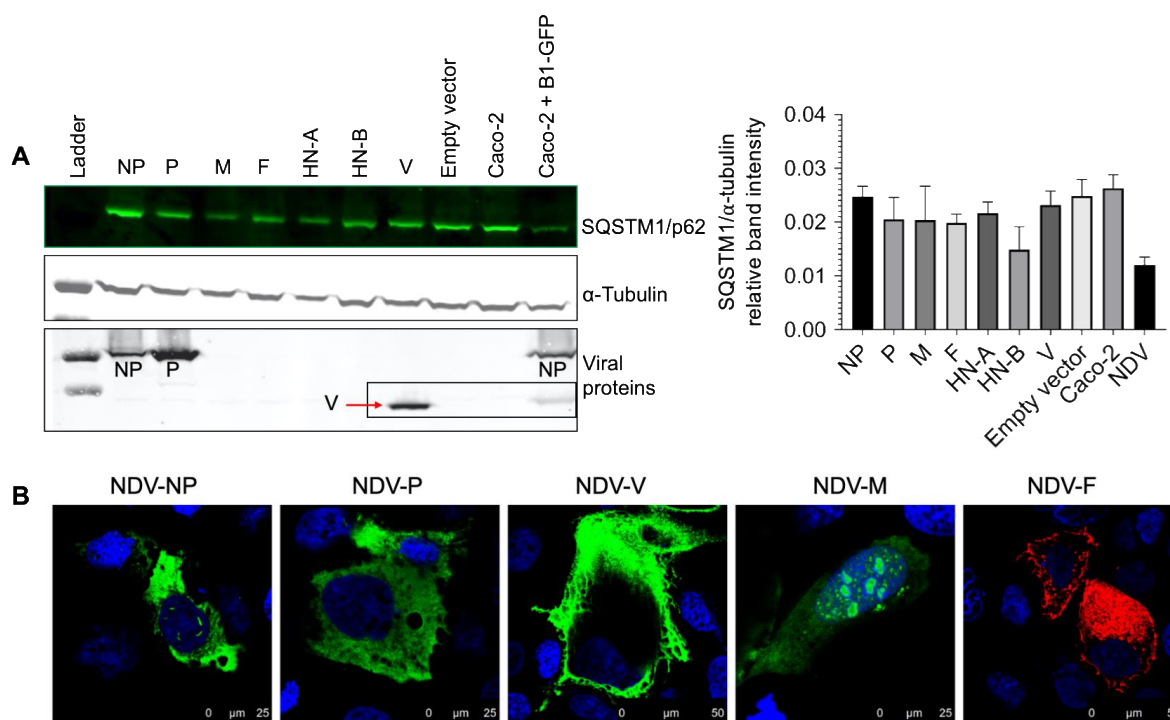 A
Ladder
NP
P
M
F
HN-A
HN-B
V
Empty vector
Caco-2
Caco-2 + B1-GFP
SQSTM1/p62
α-Tubulin
NP
P
NP
Viral
proteins
V
SQSTM1/α-tubulin
relative band intensity
0.04
0.03
0.02
0.01
0.00
NP
P
M
F
HN-A
HN-B
V
Empty vector
Caco-2
NDV
B
NDV-NP
NDV-P
NDV-V
NDV-M
NDV-F
0 µm 25
0 µm 25
0 µm 50
0 µm 25
0 µm 5